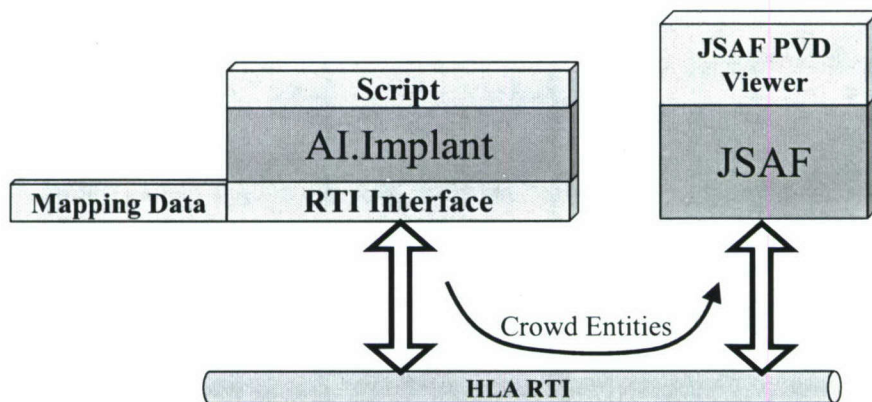 Script
AI.Implant
Mapping Data
RTI Interface
JSAF PVD
Viewer
JSAF
Crowd Entities
HLA RTI